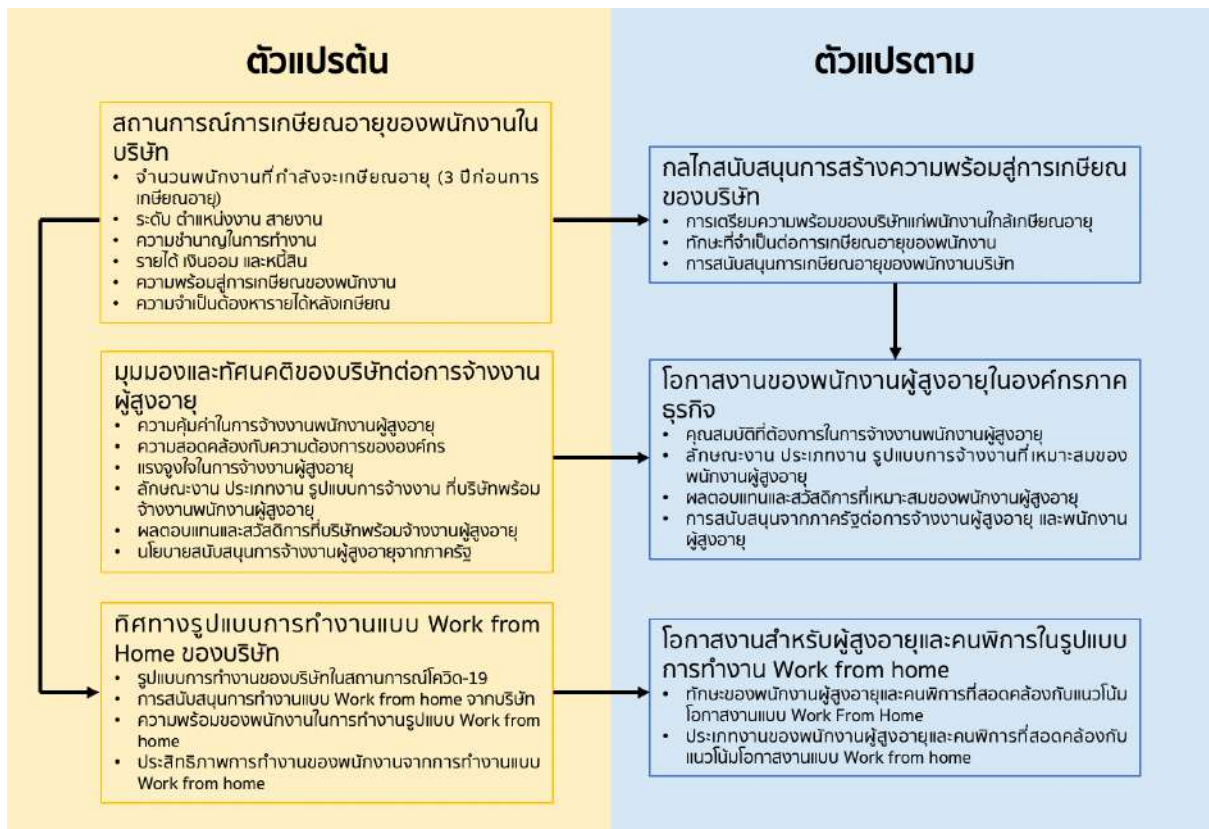 ตัวแปรต้น
สถานการณ์การเกษียณอายุของพนักงานใน
บริษัท
• จำนวนพนักงานที่กำลังจะเกษียณอายุ (3 ปีก่อนการ
เกษียณอายุ)
• ระดับ ตำแหน่งงาน สายงาน
• ความชำนาญในการทำงาน
• รายได้ เงินออม และหนี้สิน
• ความพร้อมสู่การเกษียณของพนักงาน
• ความจำเป็นต้องหารายได้หลังเกษียณ
มุมมองและทัศนคติของบริษัทต่อการจ้างงาน
ผู้สูงอายุ
• ความคุ้มค่าในการจ้างงานพนักงานผู้สูงอายุ
• ความสอดคล้องกับความต้องการขององค์กร
• แรงจูงใจในการจ้างงานผู้สูงอายุ
• ลักษณะงาน ประเภทงาน รูปแบบการจ้างงาน ที่บริษัทพร้อม
จ้างงานพนักงานผู้สูงอายุ
• ผลตอบแทนและสวัสดิการที่บริษัทพร้อมจ้างงานผู้สูงอายุ
• นโยบายสนับสนุนการจ้างงานผู้สูงอายุจากภาครัฐ
ทิศทางรูปแบบการทำงานแบบ Work from
Home ของบริษัท
• รูปแบบการทำงานของบริษัทในสถานการณ์โควิด-19
• การสนับสนุนการทำงานแบบ Work from home จากบริษัท
• ความพร้อมของพนักงานในการทำงานรูปแบบ Work from
home
• ประสิทธิภาพการทำงานของพนักงานจากการทำงานแบบ
Work from home
ตัวแปรตาม
กลไกสนับสนุนการสร้างความพร้อมสู่การเกษียณ
ของบริษัท
• การเตรียมความพร้อมของบริษัทแก่พนักงานใกล้เกษียณอายุ
• ทักษะที่จำเป็นต่อการเกษียณอายุของพนักงาน
• การสนับสนุนการเกษียณอายุของพนักงานบริษัท
โอกาสงานของพนักงานผู้สูงอายุในองค์กรภาค
ธุรกิจ
• คุณสมบัติที่ต้องการในการจ้างงานพนักงานผู้สูงอายุ
• ลักษณะงาน ประเภทงาน รูปแบบการจ้างงานที่เหมาะสมของ
พนักงานผู้สูงอายุ
• ผลตอบแทนและสวัสดิการที่เหมาะสมของพนักงานผู้สูงอายุ
• การสนับสนุนจากภาครัฐต่อการจ้างงานผู้สูงอายุ และพนักงาน
ผู้สูงอายุ
โอกาสงานสำหรับผู้สูงอายุและคนพิการในรูปแบบ
การทำงาน Work from home
• ทักษะของพนักงานผู้สูงอายุและคนพิการที่สอดคล้องกับแนวโน้ม
โอกาสงานแบบ Work From Home
• ประเภทงานของพนักงานผู้สูงอายุและคนพิการที่สอดคล้องกับ
แนวโน้มโอกาสงานแบบ Work from home